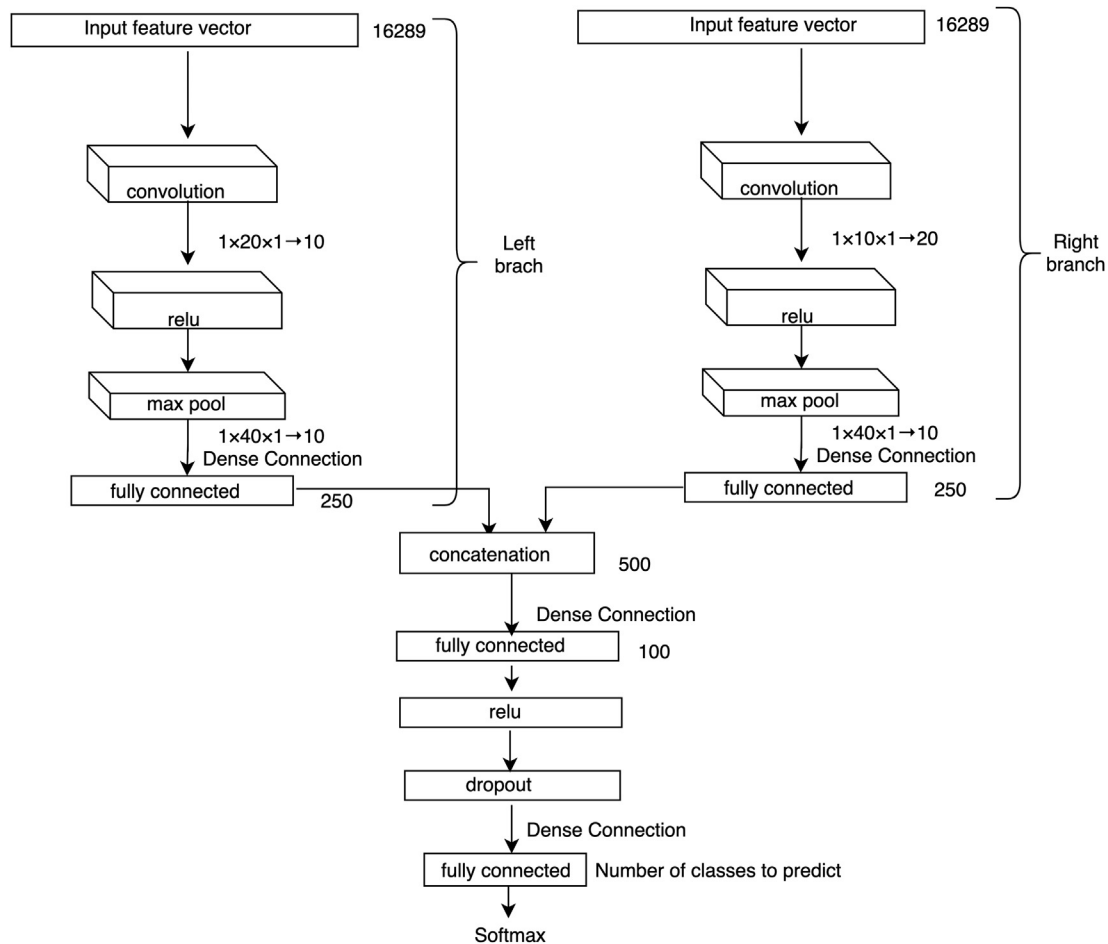 Input feature vector
16289
convolution
1×20×1→10
relu
max pool
1×40×1→10
Dense Connection
fully connected
250
Left
brach
Input feature vector
16289
convolution
1×10×1→20
relu
max pool
1×40×1→10
Dense Connection
fully connected
250
Right
branch
concatenation
500
Dense Connection
fully connected
100
relu
dropout
Dense Connection
fully connected
Number of classes to predict
Softmax